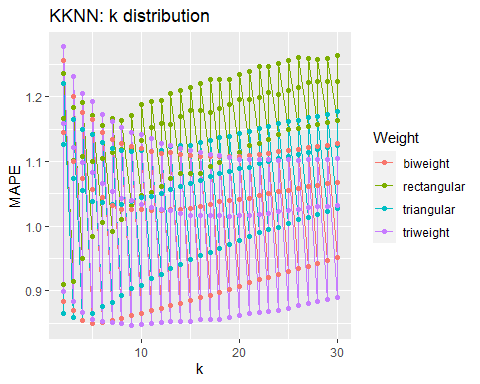 KKNN: k distribution
MAPE
1.2
1.1
1.0
0.9
10
20
30
k
Weight
biweight
rectangular
triangular
triweight